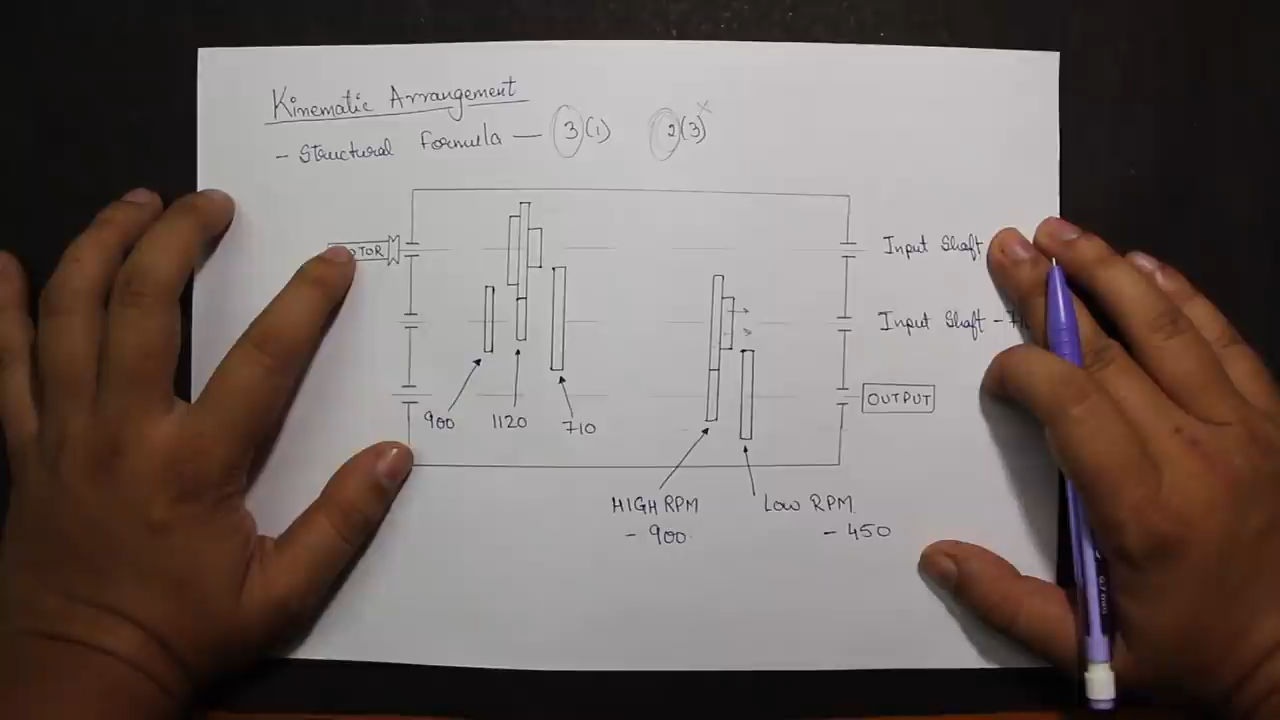 Kinematic Arrangement
- Structural Formula — 3(1) 2(3)x
Input Shaft
Input Shaft -
OUTPUT
900
1120
710
HIGH RPM
- 900
LOW RPM
- 450